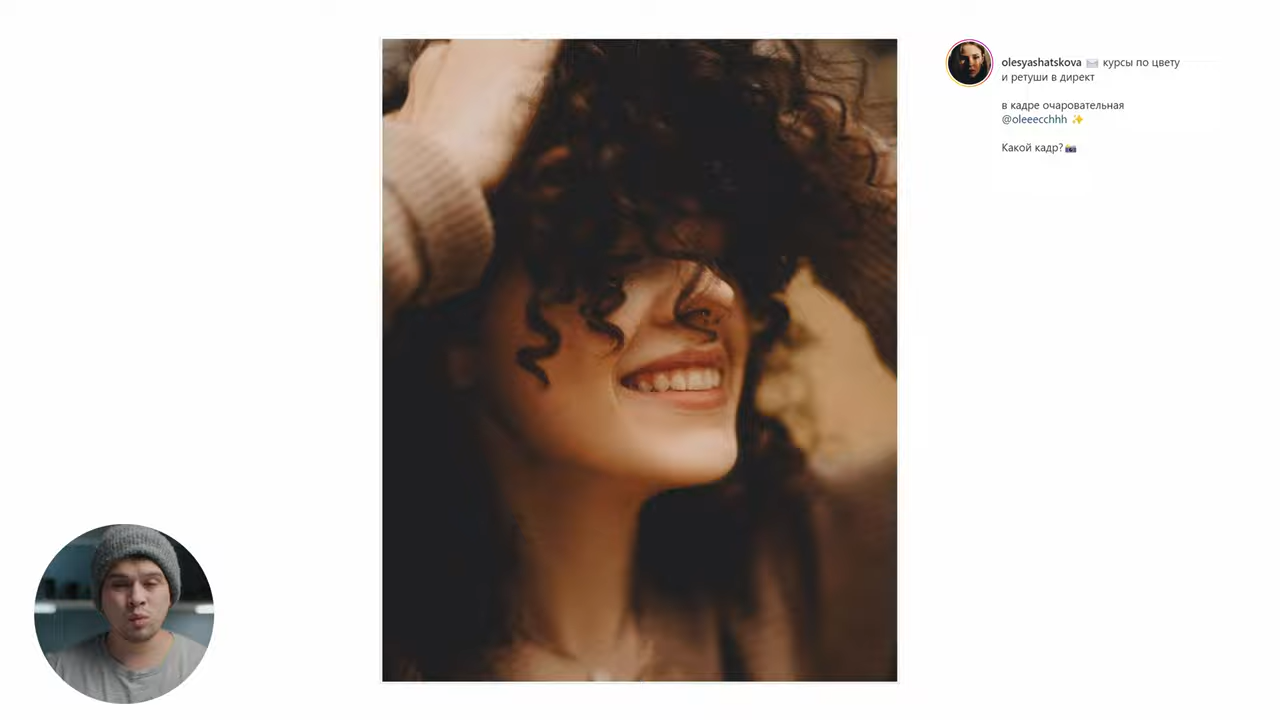 olesyashatskova ✉️ курсы по цвету
и ретуши в директ
в кадре очаровательная
@oleeecchhh ✨
Какой кадр? 📸